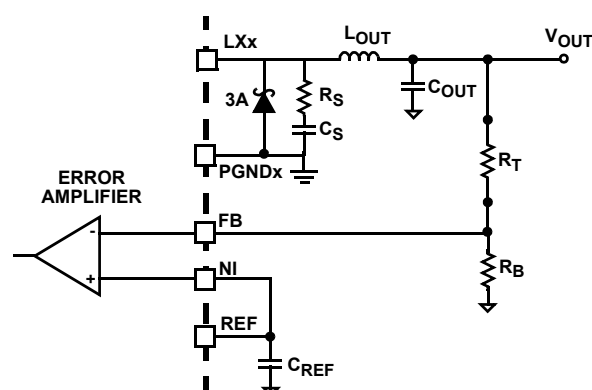 LXx
LOUT
VOUT
3A
RS
COUT
CS
PGNDx
RT
ERROR
AMPLIFIER
FB
-
NI
+
RB
REF
CREF